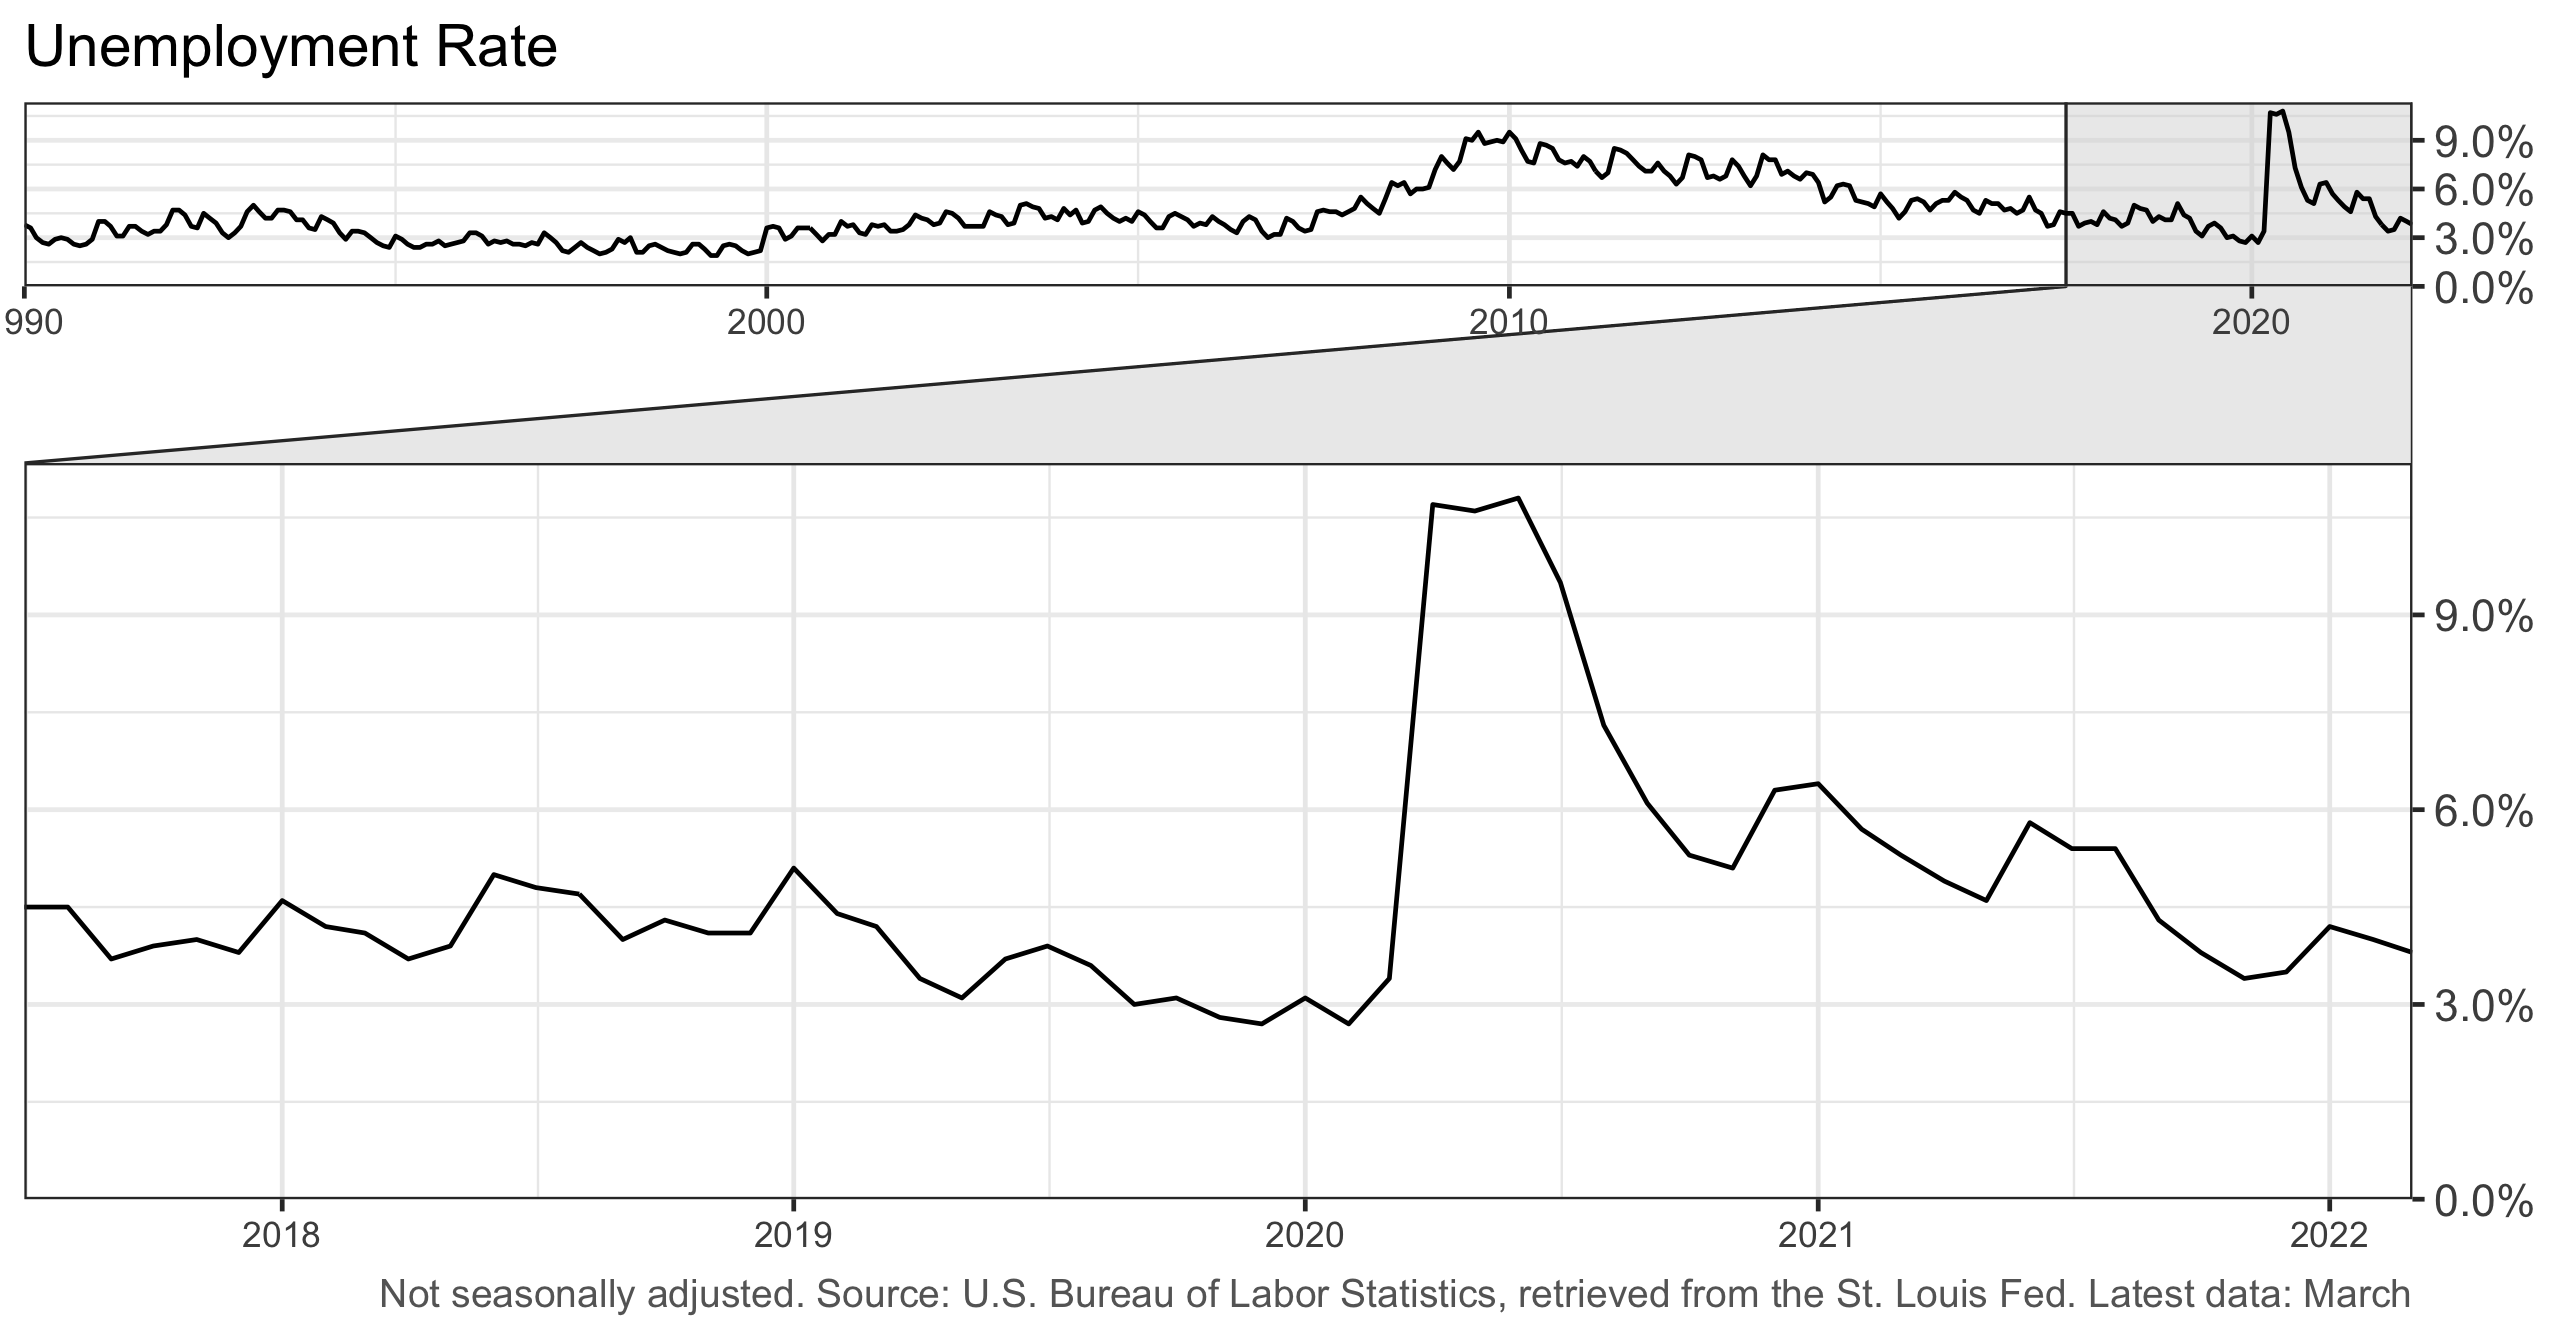 Unemployment Rate
9.0%
6.0%
3.0%
0.0%
990 2000 2010 2020
9.0%
6.0%
3.0%
0.0%
2018 2019 2020 2021 2022
Not seasonally adjusted. Source: U.S. Bureau of Labor Statistics, retrieved from the St. Louis Fed. Latest data: March